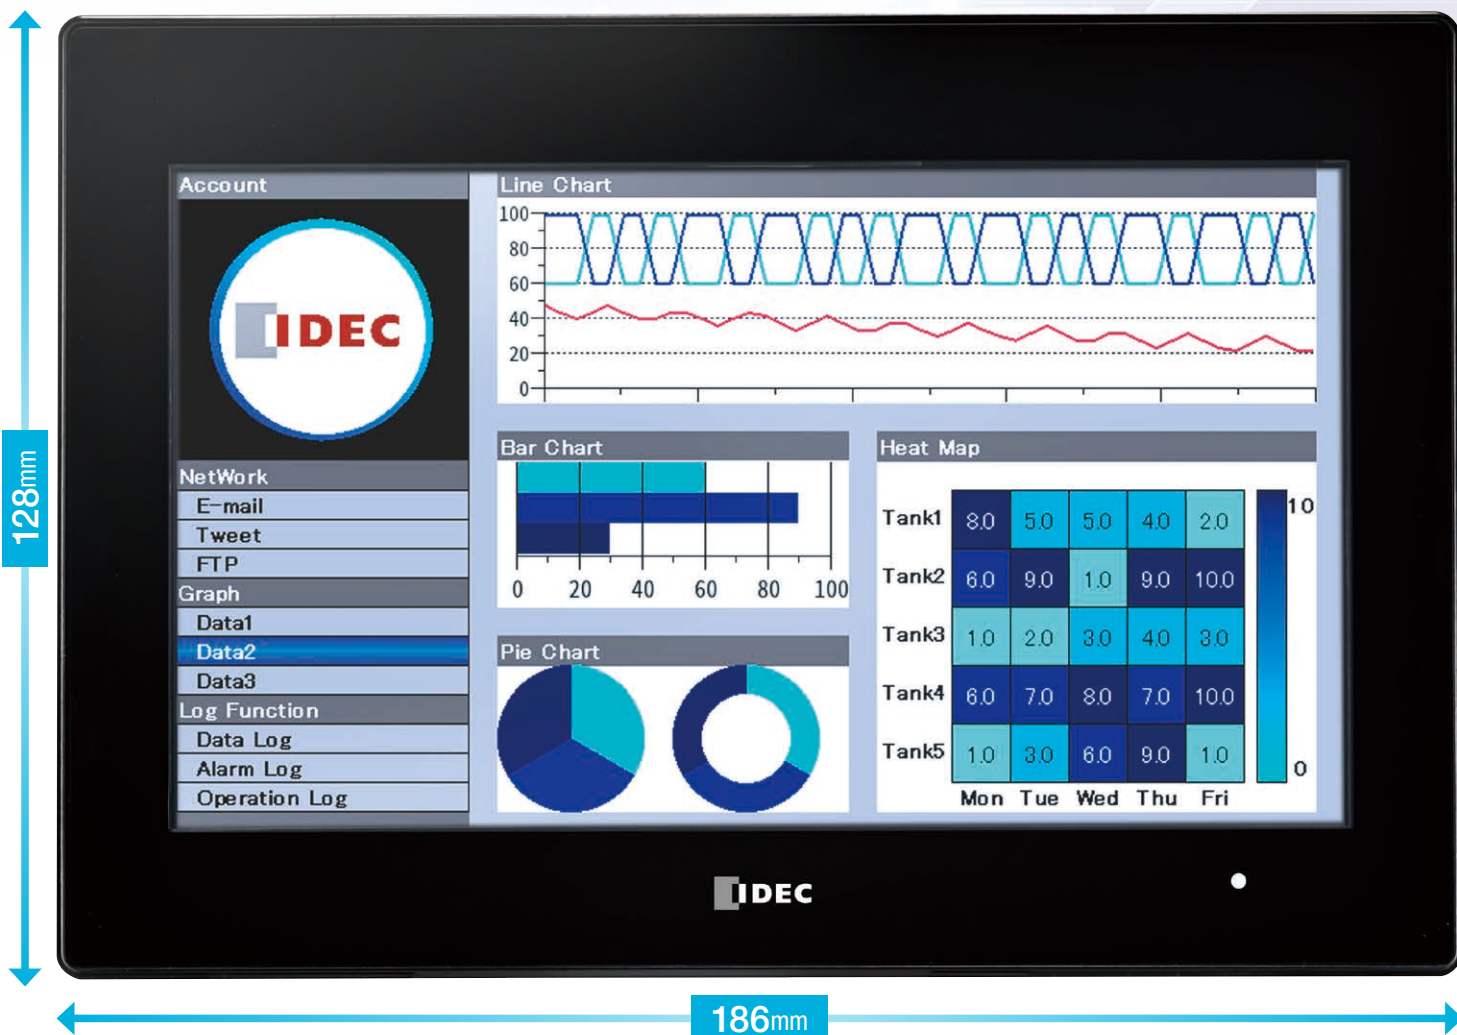 128mm
Account
IDEC
NetWork
E-mail
Tweet
FTP
Graph
Data1
Data2
Data3
Log Function
Data Log
Alarm Log
Operation Log
Line Chart
100
80
60
40
20
0
Bar Chart
0 20 40 60 80 100
Pie Chart
Heat Map
Tank1 8.0 5.0 5.0 4.0 2.0
Tank2 6.0 9.0 1.0 9.0 10.0
Tank3 1.0 2.0 3.0 4.0 3.0
Tank4 6.0 7.0 8.0 7.0 10.0
Tank5 1.0 3.0 6.0 9.0 1.0
Mon Tue Wed Thu Fri
10
0
IDEC
186mm